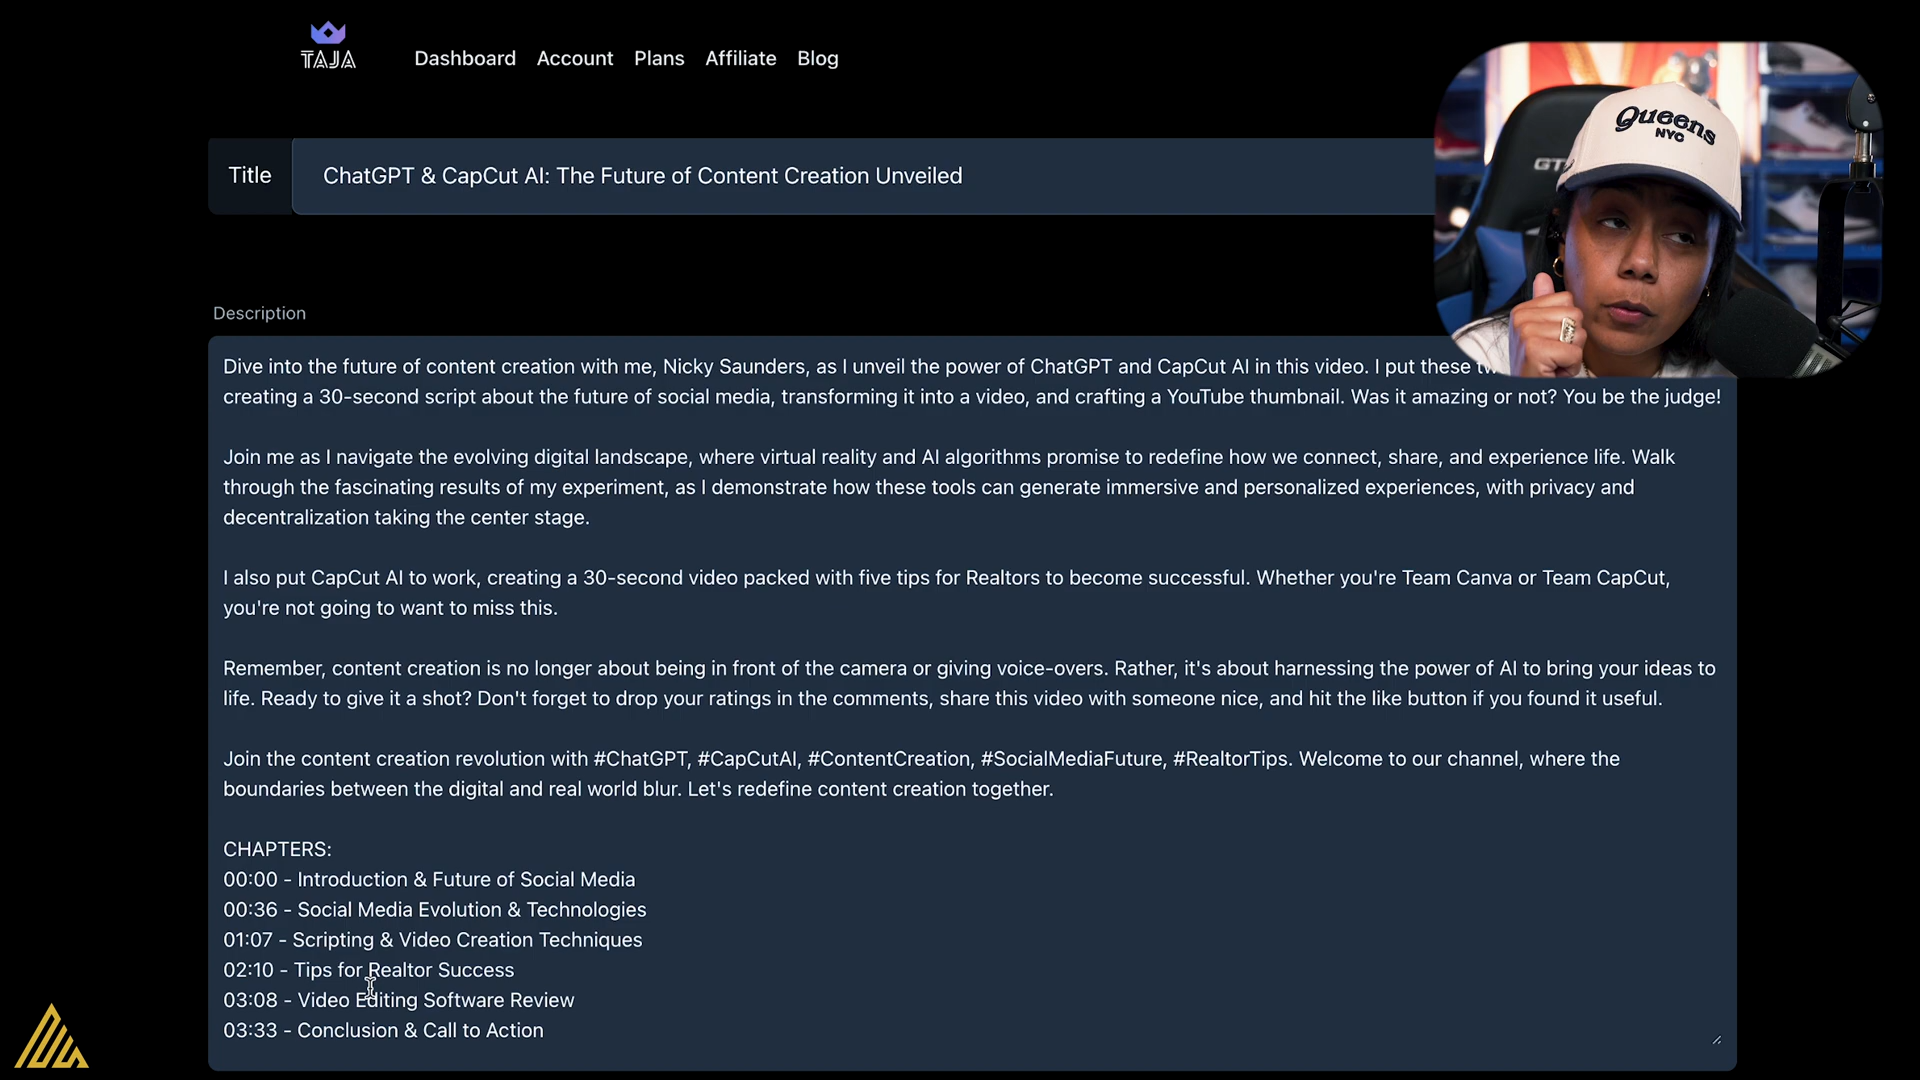 TAJA
Dashboard Account Plans Affiliate Blog
Queens
NYC
GT
Title ChatGPT & CapCut AI: The Future of Content Creation Unveiled
Description
Dive into the future of content creation with me, Nicky Saunders, as I unveil the power of ChatGPT and CapCut AI in this video. I put these
creating a 30-second script about the future of social media, transforming it into a video, and crafting a YouTube thumbnail. Was it amazing or not? You be the judge!
Join me as I navigate the evolving digital landscape, where virtual reality and AI algorithms promise to redefine how we connect, share, and experience life. Walk
through the fascinating results of my experiment, as I demonstrate how these tools can generate immersive and personalized experiences, with privacy and
decentralization taking the center stage.
I also put CapCut AI to work, creating a 30-second video packed with five tips for Realtors to become successful. Whether you're Team Canva or Team CapCut,
you're not going to want to miss this.
Remember, content creation is no longer about being in front of the camera or giving voice-overs. Rather, it's about harnessing the power of AI to bring your ideas to
life. Ready to give it a shot? Don't forget to drop your ratings in the comments, share this video with someone nice, and hit the like button if you found it useful.
Join the content creation revolution with #ChatGPT, #CapCutAI, #ContentCreation, #SocialMediaFuture, #RealtorTips. Welcome to our channel, where the
boundaries between the digital and real world blur. Let's redefine content creation together.
CHAPTERS:
00:00 - Introduction & Future of Social Media
00:36 - Social Media Evolution & Technologies
01:07 - Scripting & Video Creation Techniques
02:10 - Tips for Realtor Success
03:08 - Video Editing Software Review
03:33 - Conclusion & Call to Action